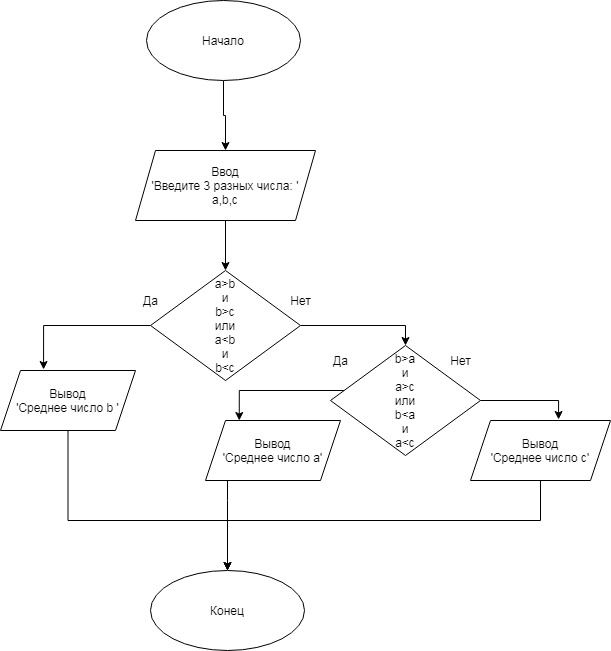 Начало
Ввод
'Введите 3 разных числа: '
a,b,c
Да
a>b
и
b>c
или
a<b
и
b<c
Нет
Вывод
'Среднее число b '
Да
b>a
и
a>c
или
b<a
и
a<c
Нет
Вывод
'Среднее число a'
Вывод
'Среднее число c'
Конец